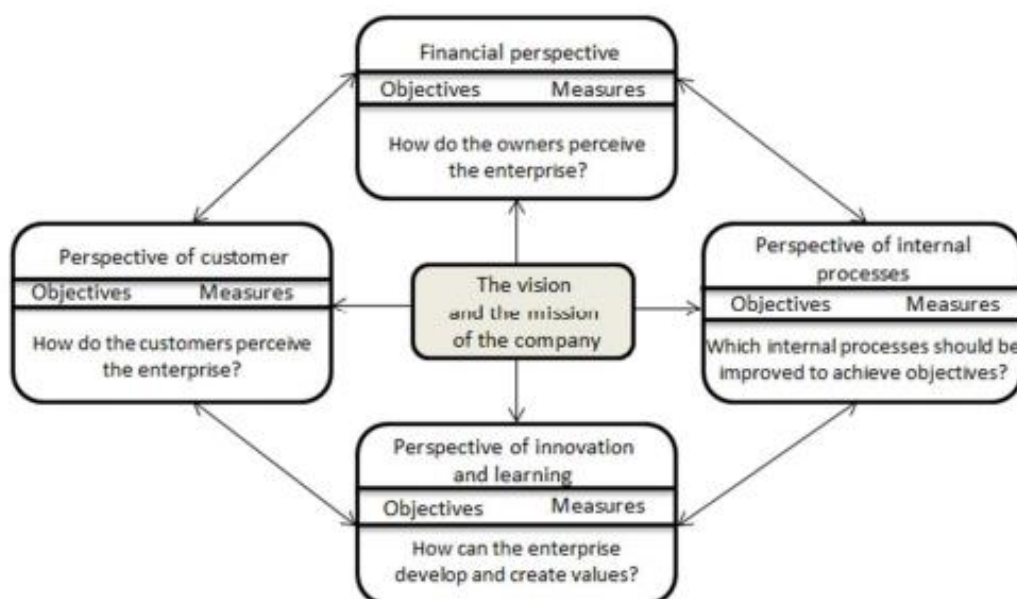 Financial perspective
Objectives Measures
How do the owners perceive
the enterprise?
Perspective of customer
Objectives Measures
How do the customers perceive
the enterprise?
The vision
and the mission
of the company
Perspective of internal
processes
Objectives Measures
Which internal processes should be
improved to achieve objectives?
Perspective of innovation
and learning
Objectives Measures
How can the enterprise
develop and create values?